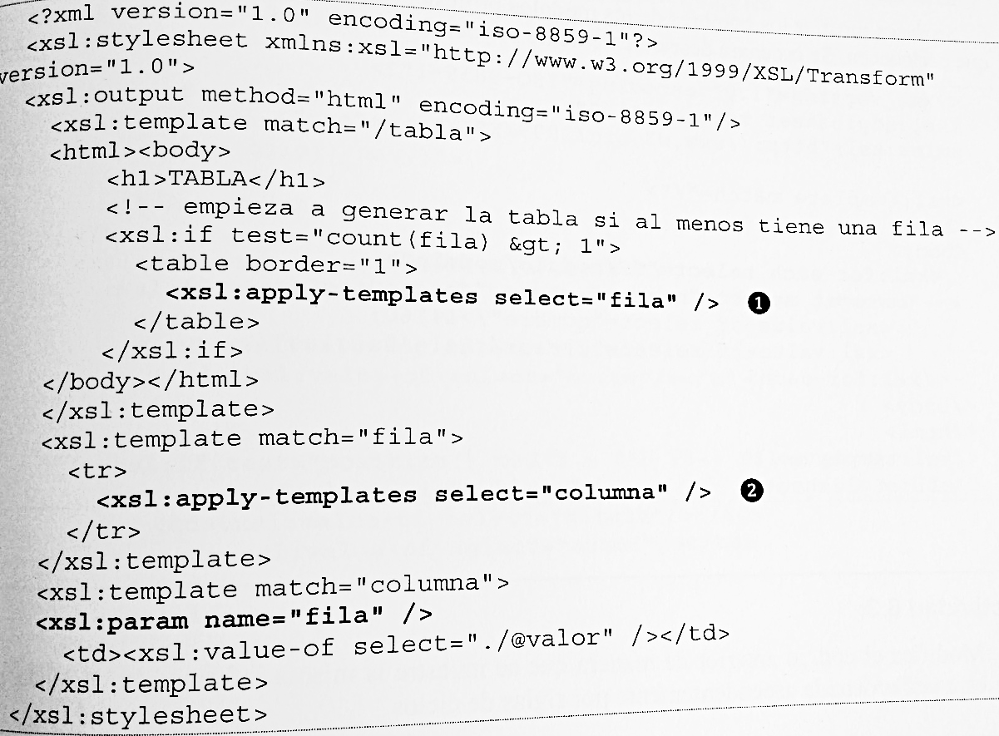 <?xml version="1.0" encoding="iso-8859-1"?>
<xsl:stylesheet xmlns:xsl="http://www.w3.org/1999/XSL/Transform"
version="1.0">
<xsl:output method="html" encoding="iso-8859-1"/>
<xsl:template match="/tabla">
<html><body>
<h1>TABLA</h1>
<!-- empieza a generar la tabla si al menos tiene una fila -->
<xsl:if test="count(fila) &gt; 1">
<table border="1">
<xsl:apply-templates select="fila" /> 1
</table>
</xsl:if>
</body></html>
</xsl:template>
<xsl:template match="fila">
<tr>
<xsl:apply-templates select="columna" /> 2
</tr>
</xsl:template>
<xsl:template match="columna">
<xsl:param name="fila" />
<td><xsl:value-of select="./@valor" /></td>
</xsl:template>
</xsl:stylesheet>